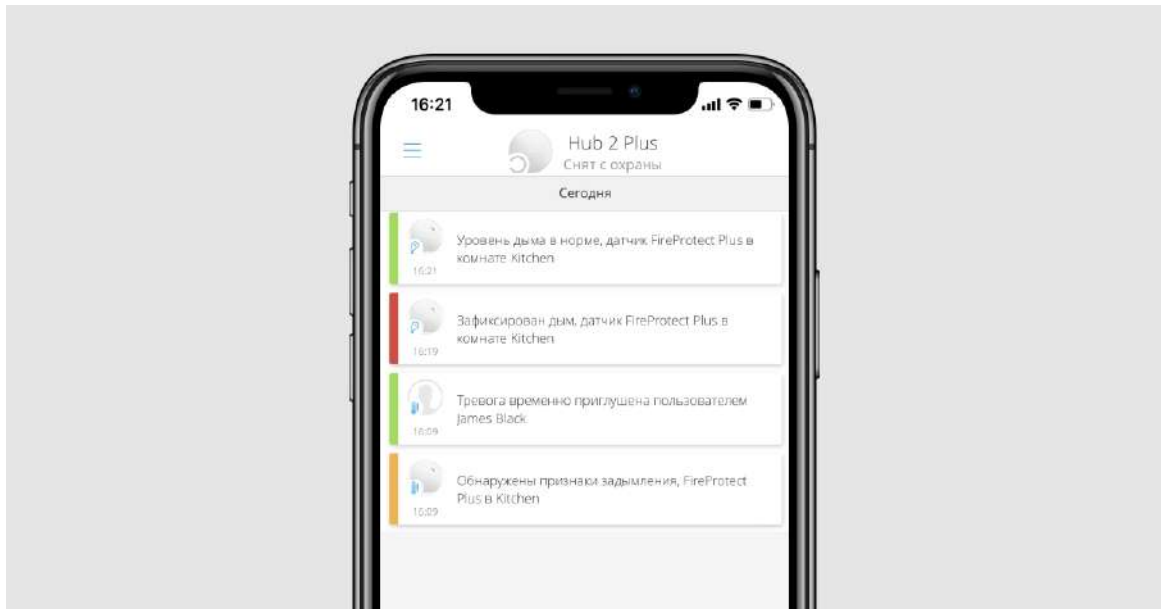 16:21
Hub 2 Plus
Снят с охраны
Сегодня
Уровень дыма в норме, датчик FireProtect Plus в
комнате Kitchen
16:21
Зафиксирован дым, датчик FireProtect Plus в
комнате Kitchen
16:19
Тревога временно приглушена пользователем
James Black
16:09
Обнаружены признаки задымления, FireProtect
Plus в Kitchen
16:09